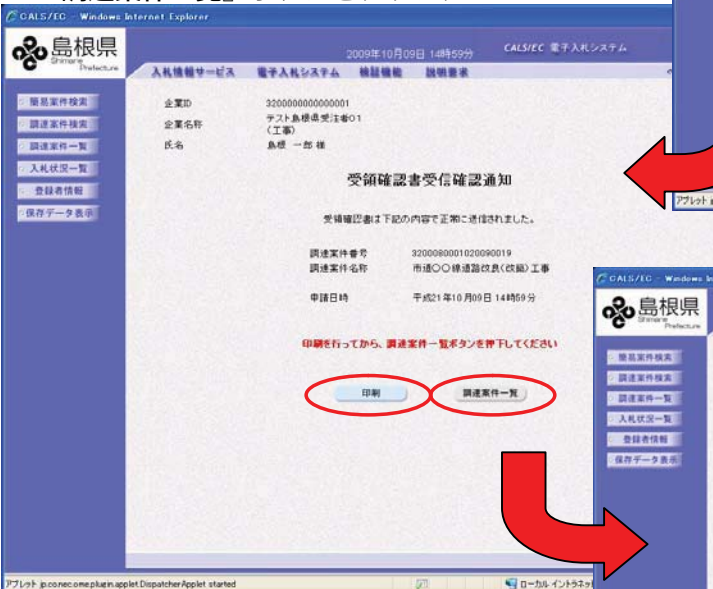 CALS/EC - Windows Internet Explorer
島根県
Shimane
Prefecture
2009年10月09日 14時59分
CALS/EC 電子入札システム
入札情報サービス 電子入札システム 検証機能 説明要求
簡易案件検索
調達案件検索
調達案件一覧
入札状況一覧
登録者情報
保存データ表示
企業ID 3200000000000001
企業名称 テスト島根県受注者01
（工事）
氏名 島根 一郎 様
受領確認書受信確認通知
受領確認書は下記の内容で正常に送信されました。
調達案件番号 3200080001020090019
調達案件名称 市道○○線道路改良(改築)工事
申請日時 平成21年10月09日 14時59分
印刷を行ってから、調達案件一覧ボタンを押下してください
印刷
調達案件一覧
アプレット jp.co.nec.ome.plugin.applet.DispatcherApplet started
ローカル イントラネッ
アプレット
CALS/EC - Windows In
島根県
Shimane
Prefecture
簡易案件検索
調達案件検索
調達案件一覧
入札状況一覧
登録者情報
保存データ表示